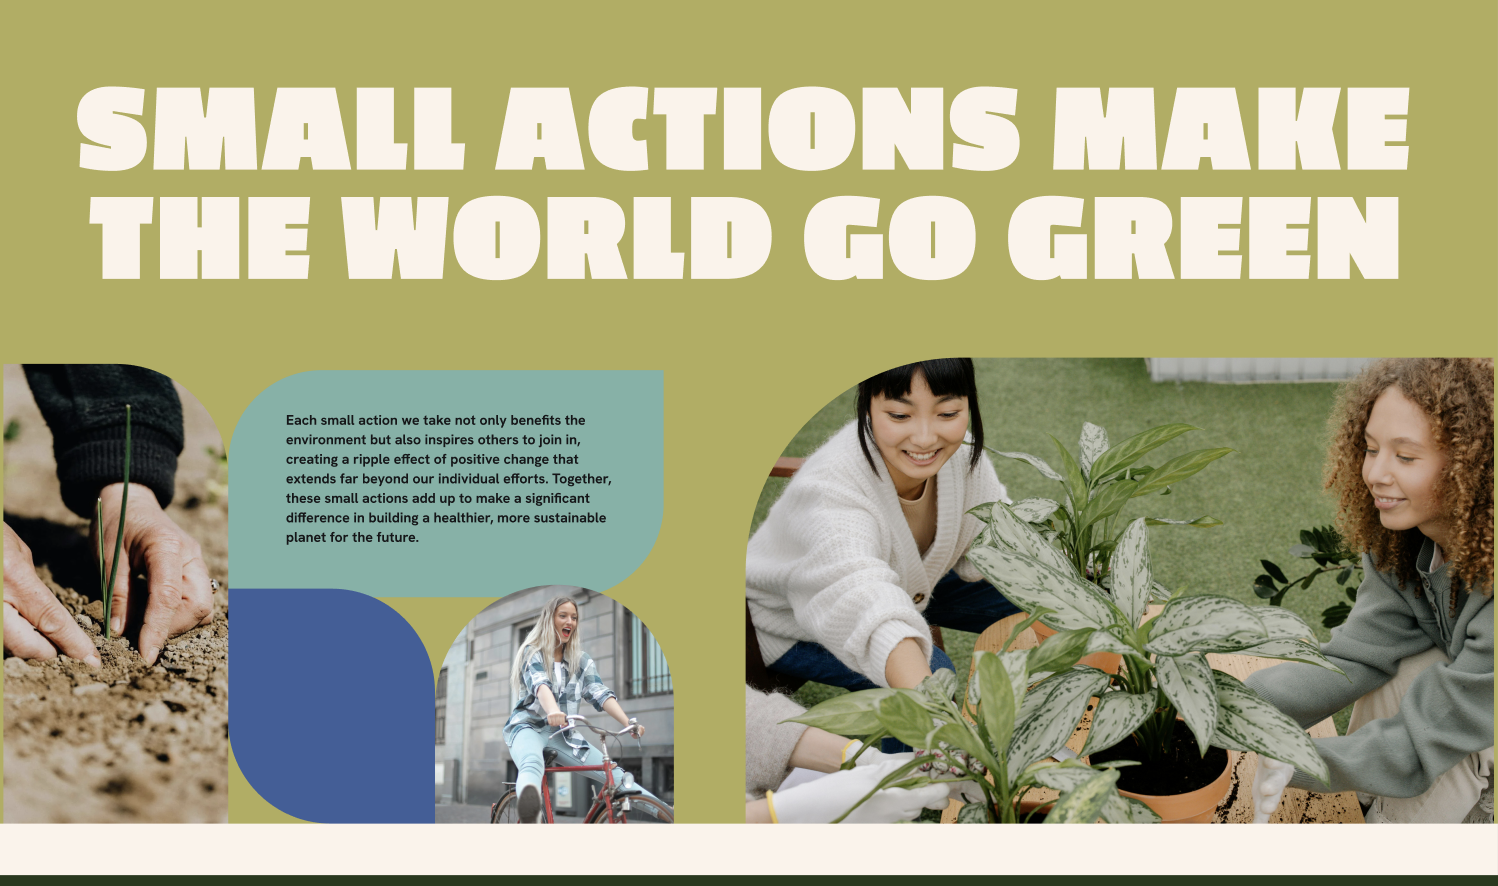 SMALL ACTIONS MAKE
THE WORLD GO GREEN
Each small action we take not only benefits the
environment but also inspires others to join in,
creating a ripple effect of positive change that
extends far beyond our individual efforts. Together,
these small actions add up to make a significant
difference in building a healthier, more sustainable
planet for the future.